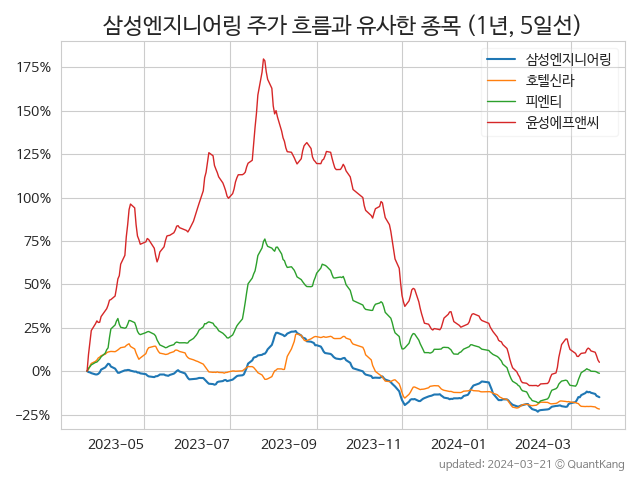 삼성엔지니어링 주가 흐름과 유사한 종목 (1년, 5일선)
삼성엔지니어링
호텔신라
피엔티
윤성에프앤씨
175%
150%
125%
100%
75%
50%
25%
0%
−25%
2023-05
2023-07
2023-09
2023-11
2024-01
2024-03
updated: 2024-03-21 © QuantKang